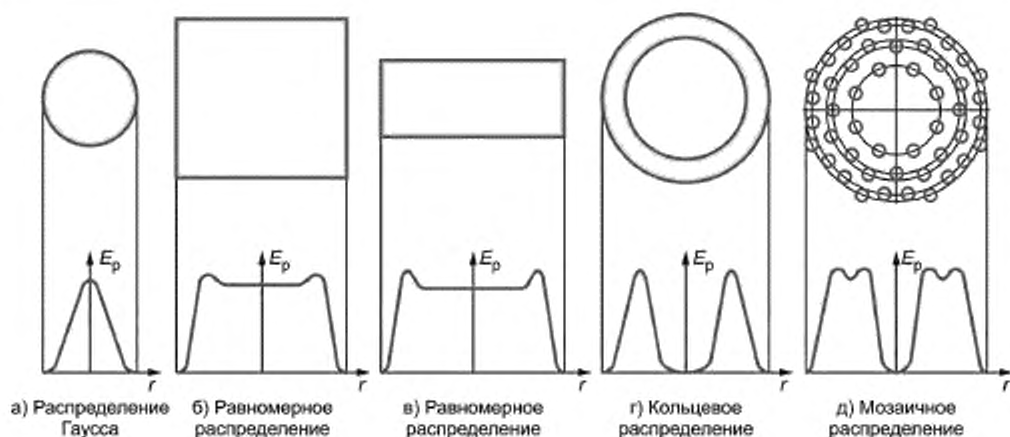 Eр
Eр
Eр
Eр
Eр
r
r
r
r
r
а) Распределение
Гаусса
б) Равномерное
распределение
в) Равномерное
распределение
г) Кольцевое
распределение
д) Мозаичное
распределение